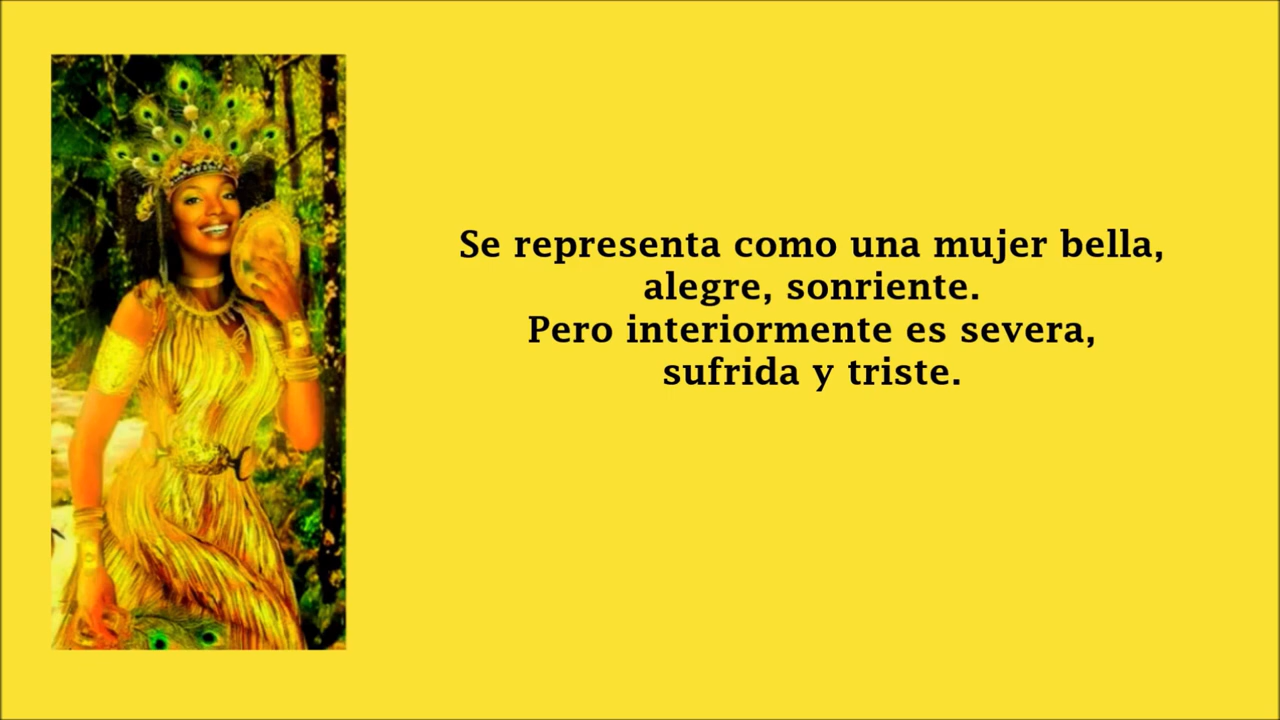 Se representa como una mujer bella,
alegre, sonriente.
Pero interiormente es severa,
sufrida y triste.